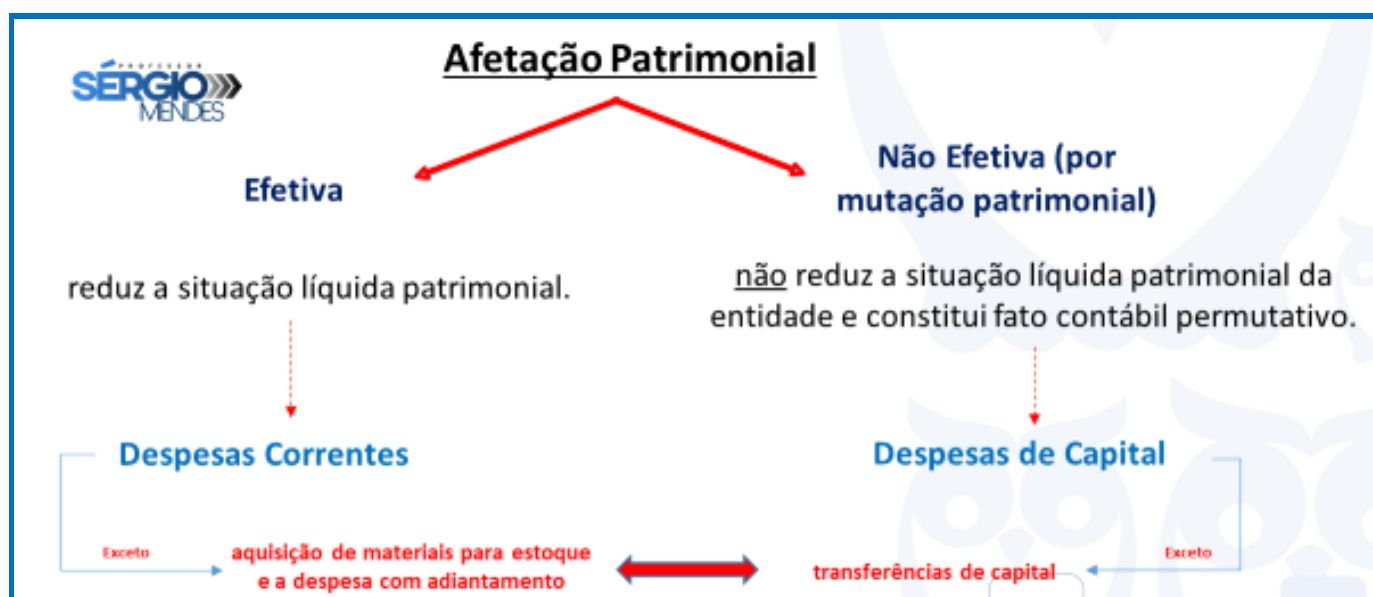 Afetação Patrimonial
PROFESSOR
SÉRGIO
MENDES
Efetiva
Não Efetiva (por
mutação patrimonial)
reduz a situação líquida patrimonial.
não reduz a situação líquida patrimonial da
entidade e constitui fato contábil permutativo.
Despesas Correntes
Despesas de Capital
Exceto
aquisição de materiais para estoque
e a despesa com adiantamento
transferências de capital
Exceto